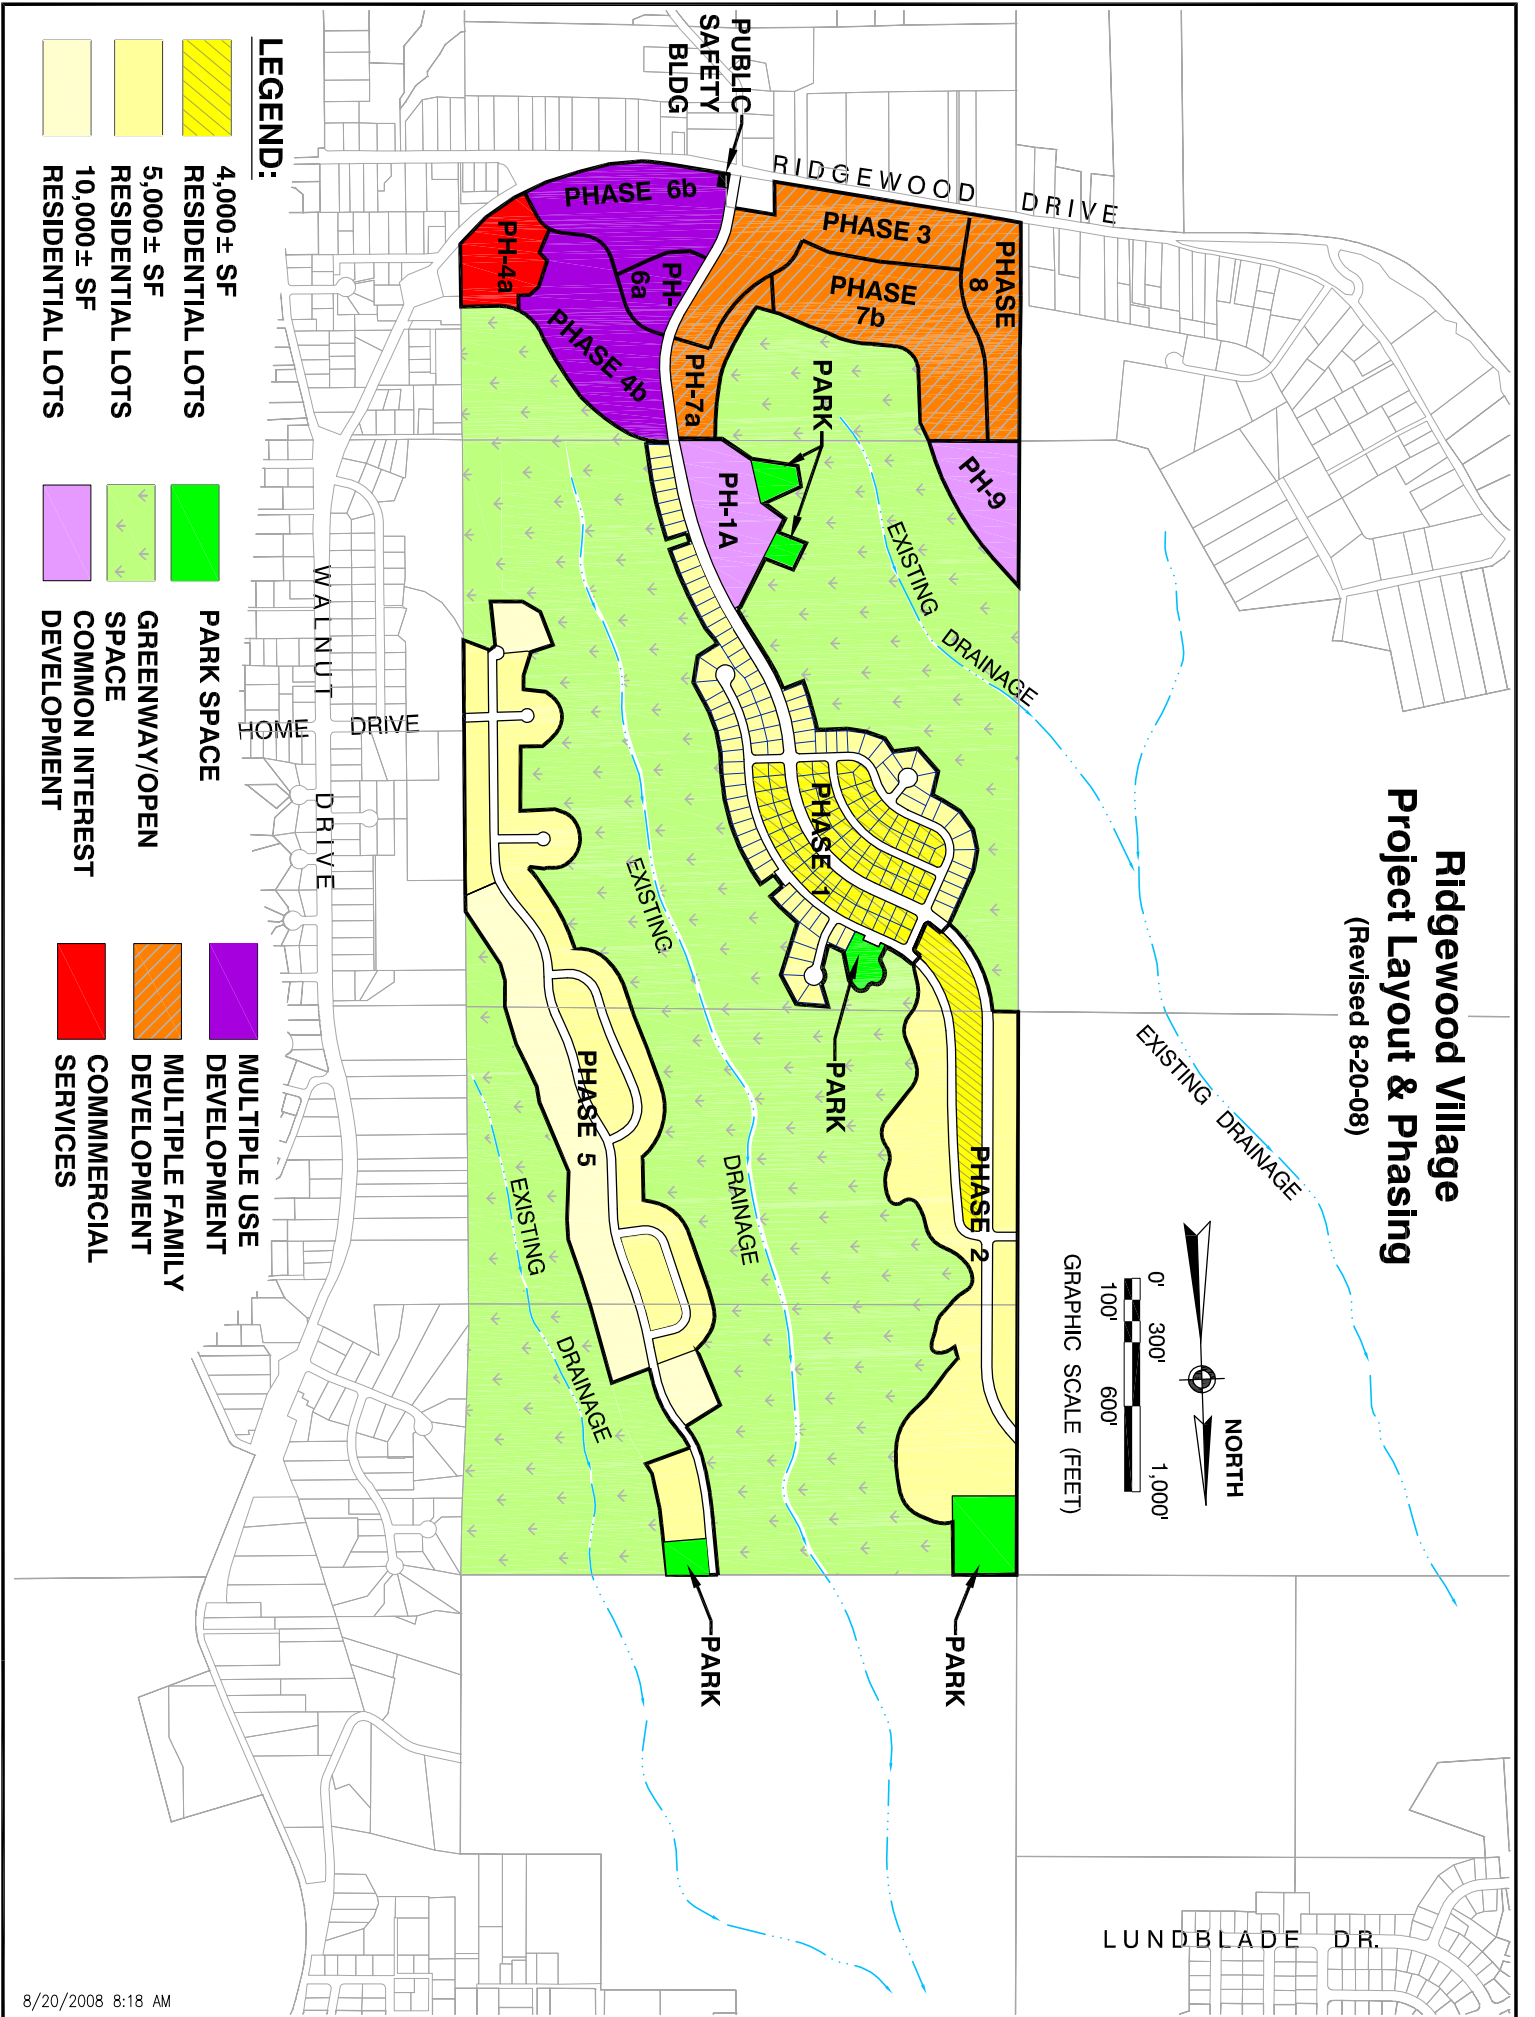 Ridgewood Village
Project Layout & Phasing
(Revised 8-20-08)
NORTH
0'
300'
1,000'
100'
600'
GRAPHIC SCALE (FEET)
LUNDBLADE DR.
RIDGEWOOD DRIVE
PUBLIC
SAFETY
BLDG
PHASE
8
PHASE 3
PHASE
7b
PH-7a
PHASE 6b
PH-
6a
PHASE 4b
PH-4a
PH-9
PH-1A
PARK
PHASE 1
PHASE 2
PHASE 5
PARK
PARK
PARK
EXISTING DRAINAGE
EXISTING DRAINAGE
EXISTING DRAINAGE
EXISTING DRAINAGE
WALNUT DRIVE
HOME DRIVE
LEGEND:
4,000± SF
RESIDENTIAL LOTS
5,000± SF
RESIDENTIAL LOTS
10,000± SF
RESIDENTIAL LOTS
PARK SPACE
GREENWAY/OPEN
SPACE
COMMON INTEREST
DEVELOPMENT
MULTIPLE USE
DEVELOPMENT
MULTIPLE FAMILY
DEVELOPMENT
COMMMERCIAL
SERVICES
8/20/2008 8:18 AM